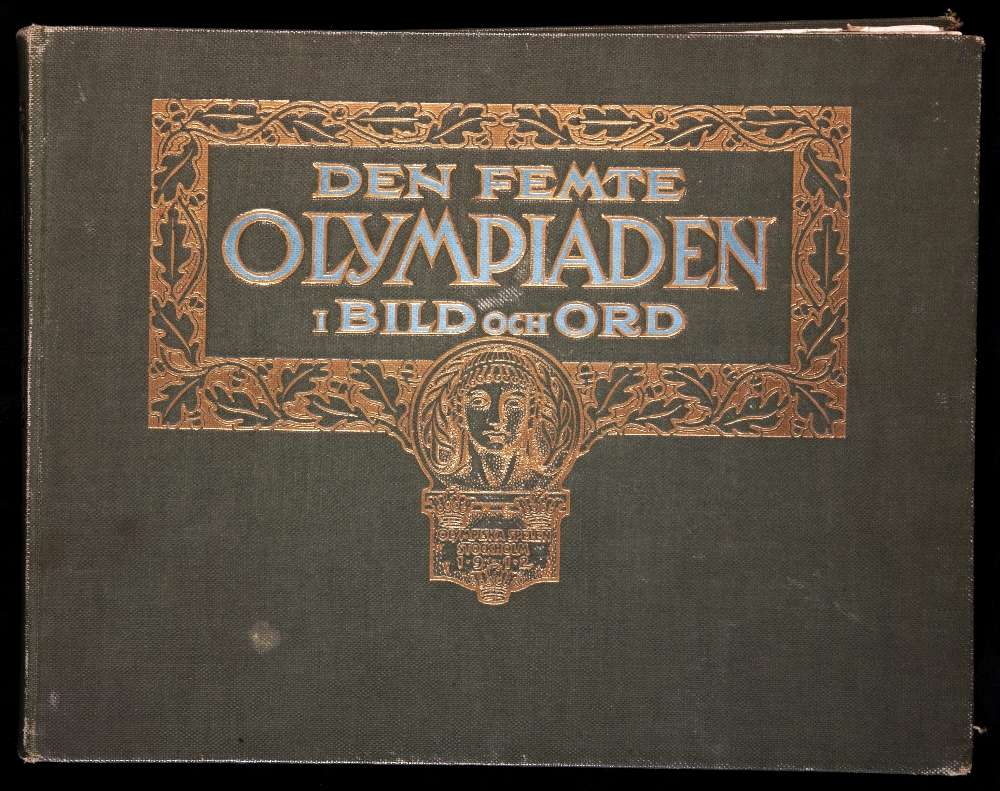 DEN FEMTE
OLYMPIADEN
I BILD OCH ORD
OLYMPISKA SPELEN
STOCKHOLM
1912